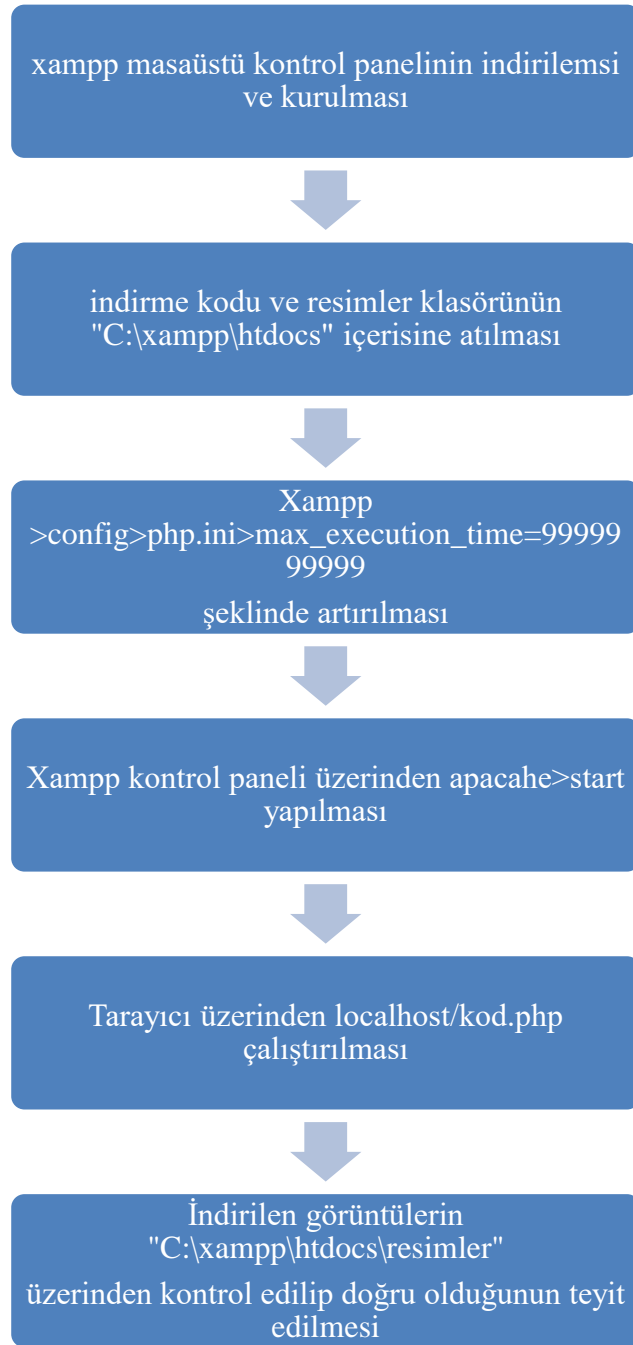 xampp masaüstü kontrol panelinin indirilemsi
ve kurulması
indirme kodu ve resimler klasörünün
"C:\xampp\htdocs" içerisine atılması
Xampp
>config>php.ini>max_execution_time=99999
99999
şeklinde artırılması
Xampp kontrol paneli üzerinden apacahe>start
yapılması
Tarayıcı üzerinden localhost/kod.php
çalıştırılması
İndirilen görüntülerin
"C:\xampp\htdocs\resimler"
üzerinden kontrol edilip doğru olduğunun teyit
edilmesi